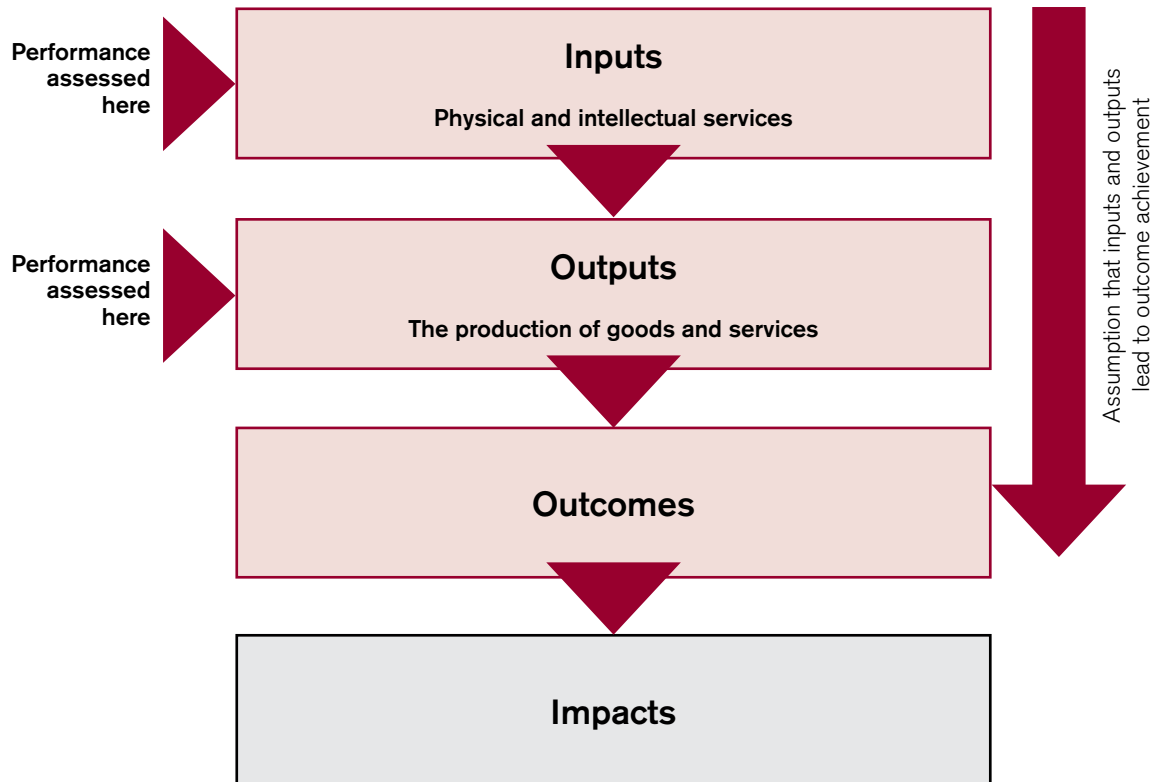 Performance
assessed
here
Inputs
Physical and intellectual services
Performance
assessed
here
Outputs
The production of goods and services
Outcomes
Impacts
Assumption that inputs and outputs
lead to outcome achievement